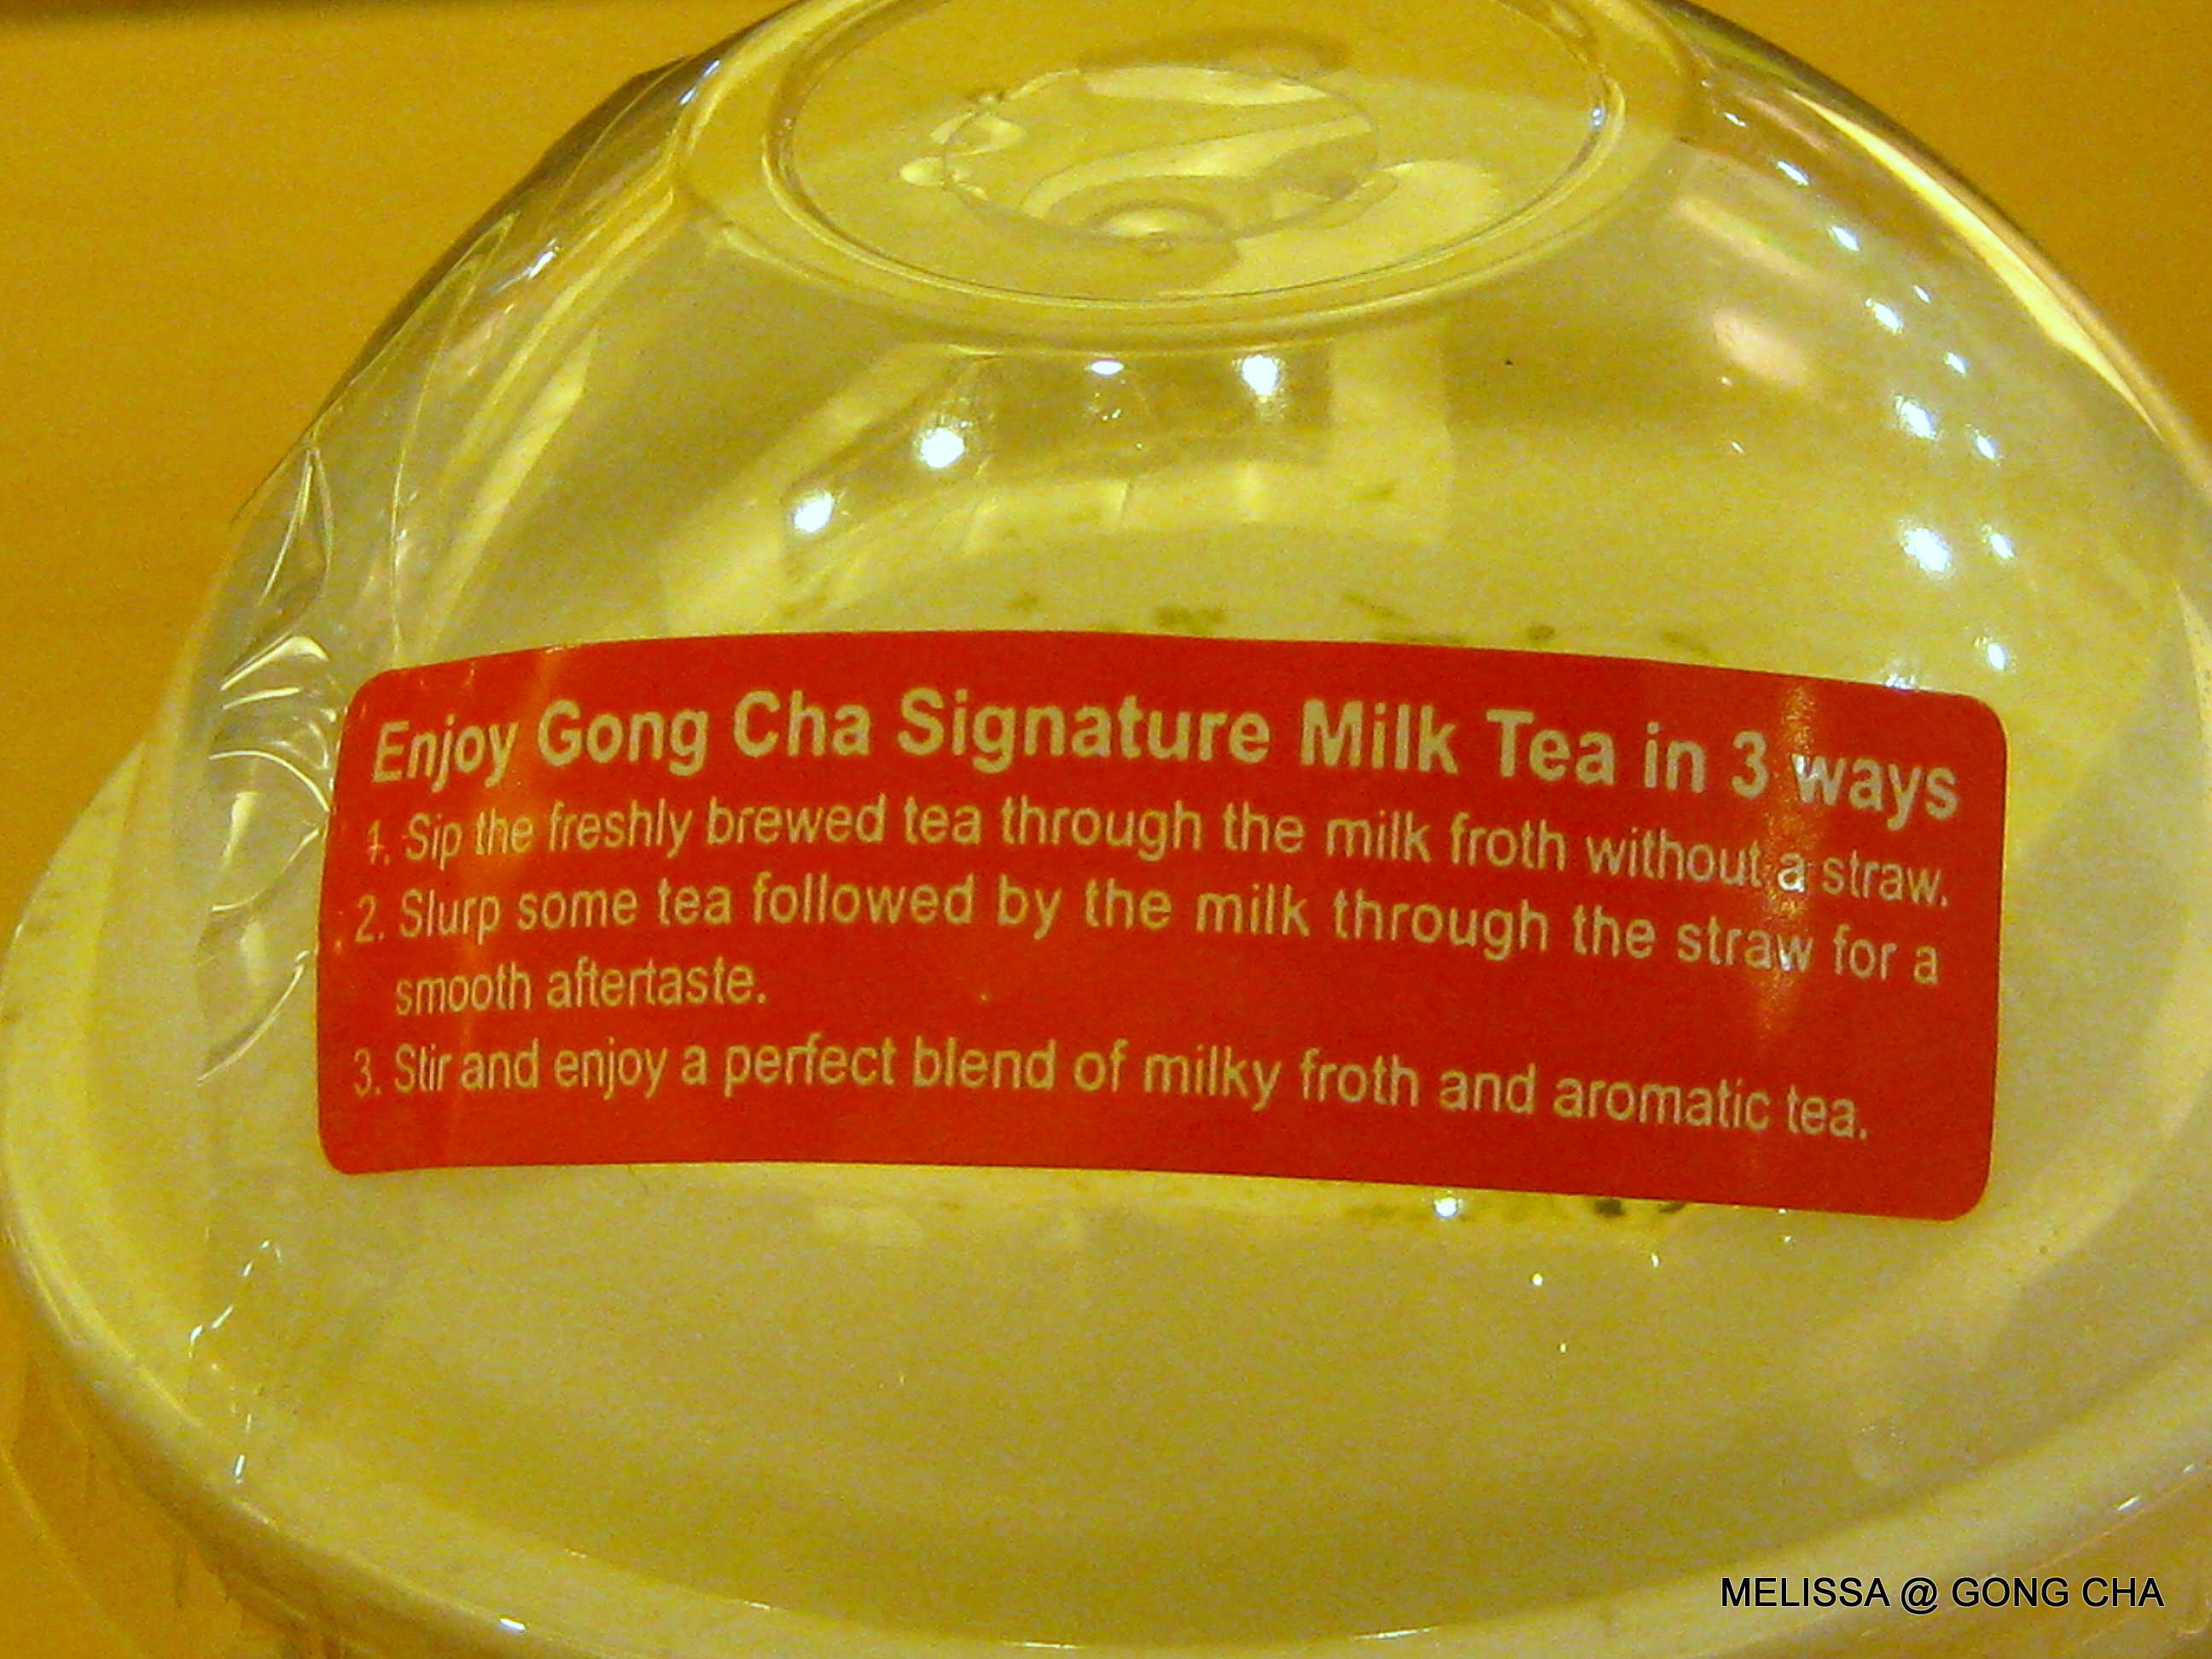 Enjoy Gong Cha Signature Milk Tea in 3 ways
1. Sip the freshly brewed tea through the milk froth without a straw.
2. Slurp some tea followed by the milk through the straw for a
smooth aftertaste.
3. Stir and enjoy a perfect blend of milky froth and aromatic tea.
MELISSA @ GONG CHA